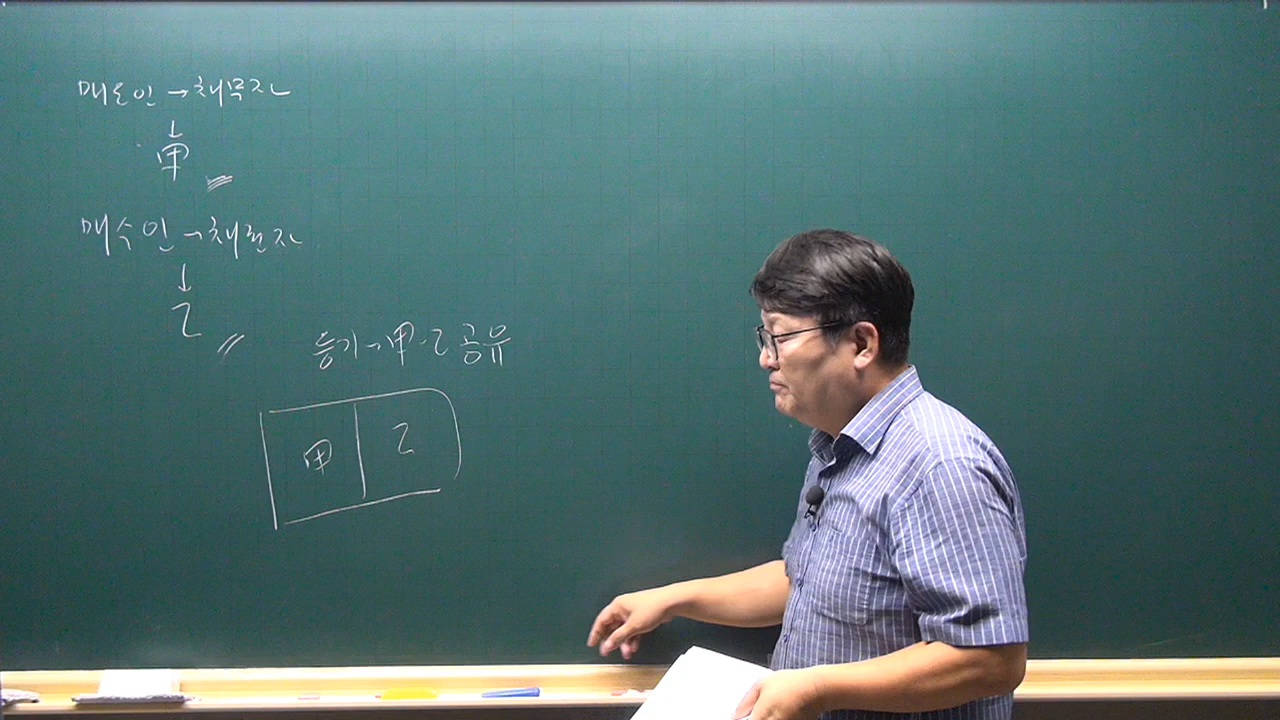 매도인 → 채무자
↓
甲
매수인 → 채권자
↓
乙
등기 → 甲·乙 공유
甲 乙